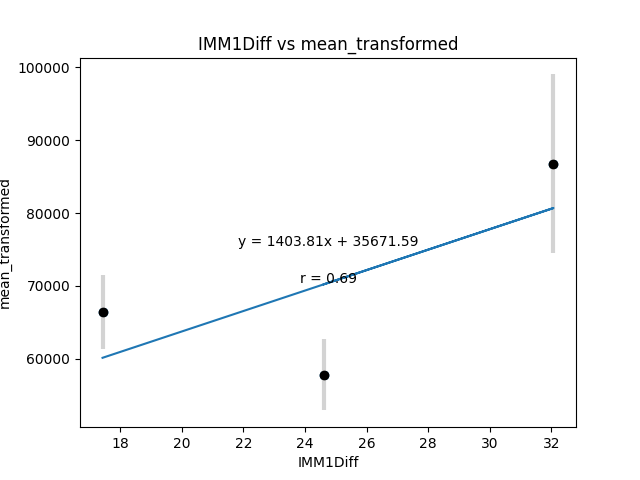 IMM1Diff vs mean_transformed
100000
90000
80000
70000
60000
mean_transformed
y = 1403.81x + 35671.59
r = 0.69
18 20 22 24 26 28 30 32
IMM1Diff